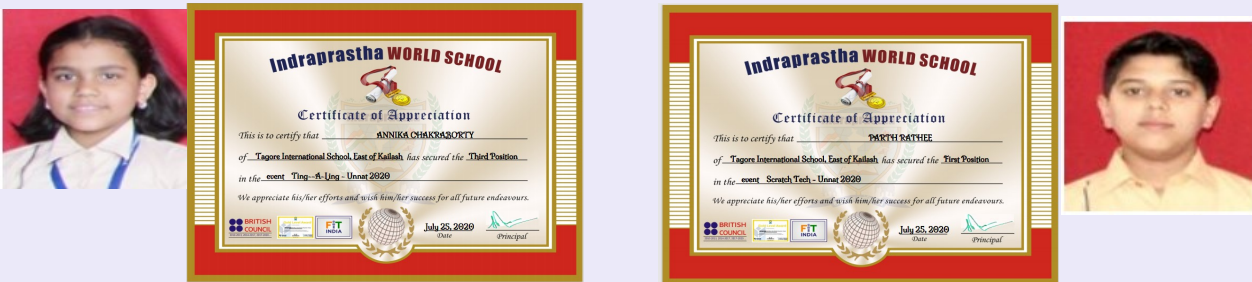 Indraprastha WORLD SCHOOL
Certificate of Appreciation
This is to certify that ANNIKA CHAKRABORTY
of Tagore International School, East of Kailash has secured the Third Position
in the event Ting--A-Ling - Unnat 2020
We appreciate his/her efforts and wish him/her success for all future endeavours.
BRITISH COUNCIL
FIT INDIA
July 25, 2020
Date
Principal
Indraprastha WORLD SCHOOL
Certificate of Appreciation
This is to certify that PARTH RATHEE
of Tagore International School, East of Kailash has secured the First Position
in the event Scratch Tech - Unnat 2020
We appreciate his/her efforts and wish him/her success for all future endeavours.
BRITISH COUNCIL
FIT INDIA
July 25, 2020
Date
Principal